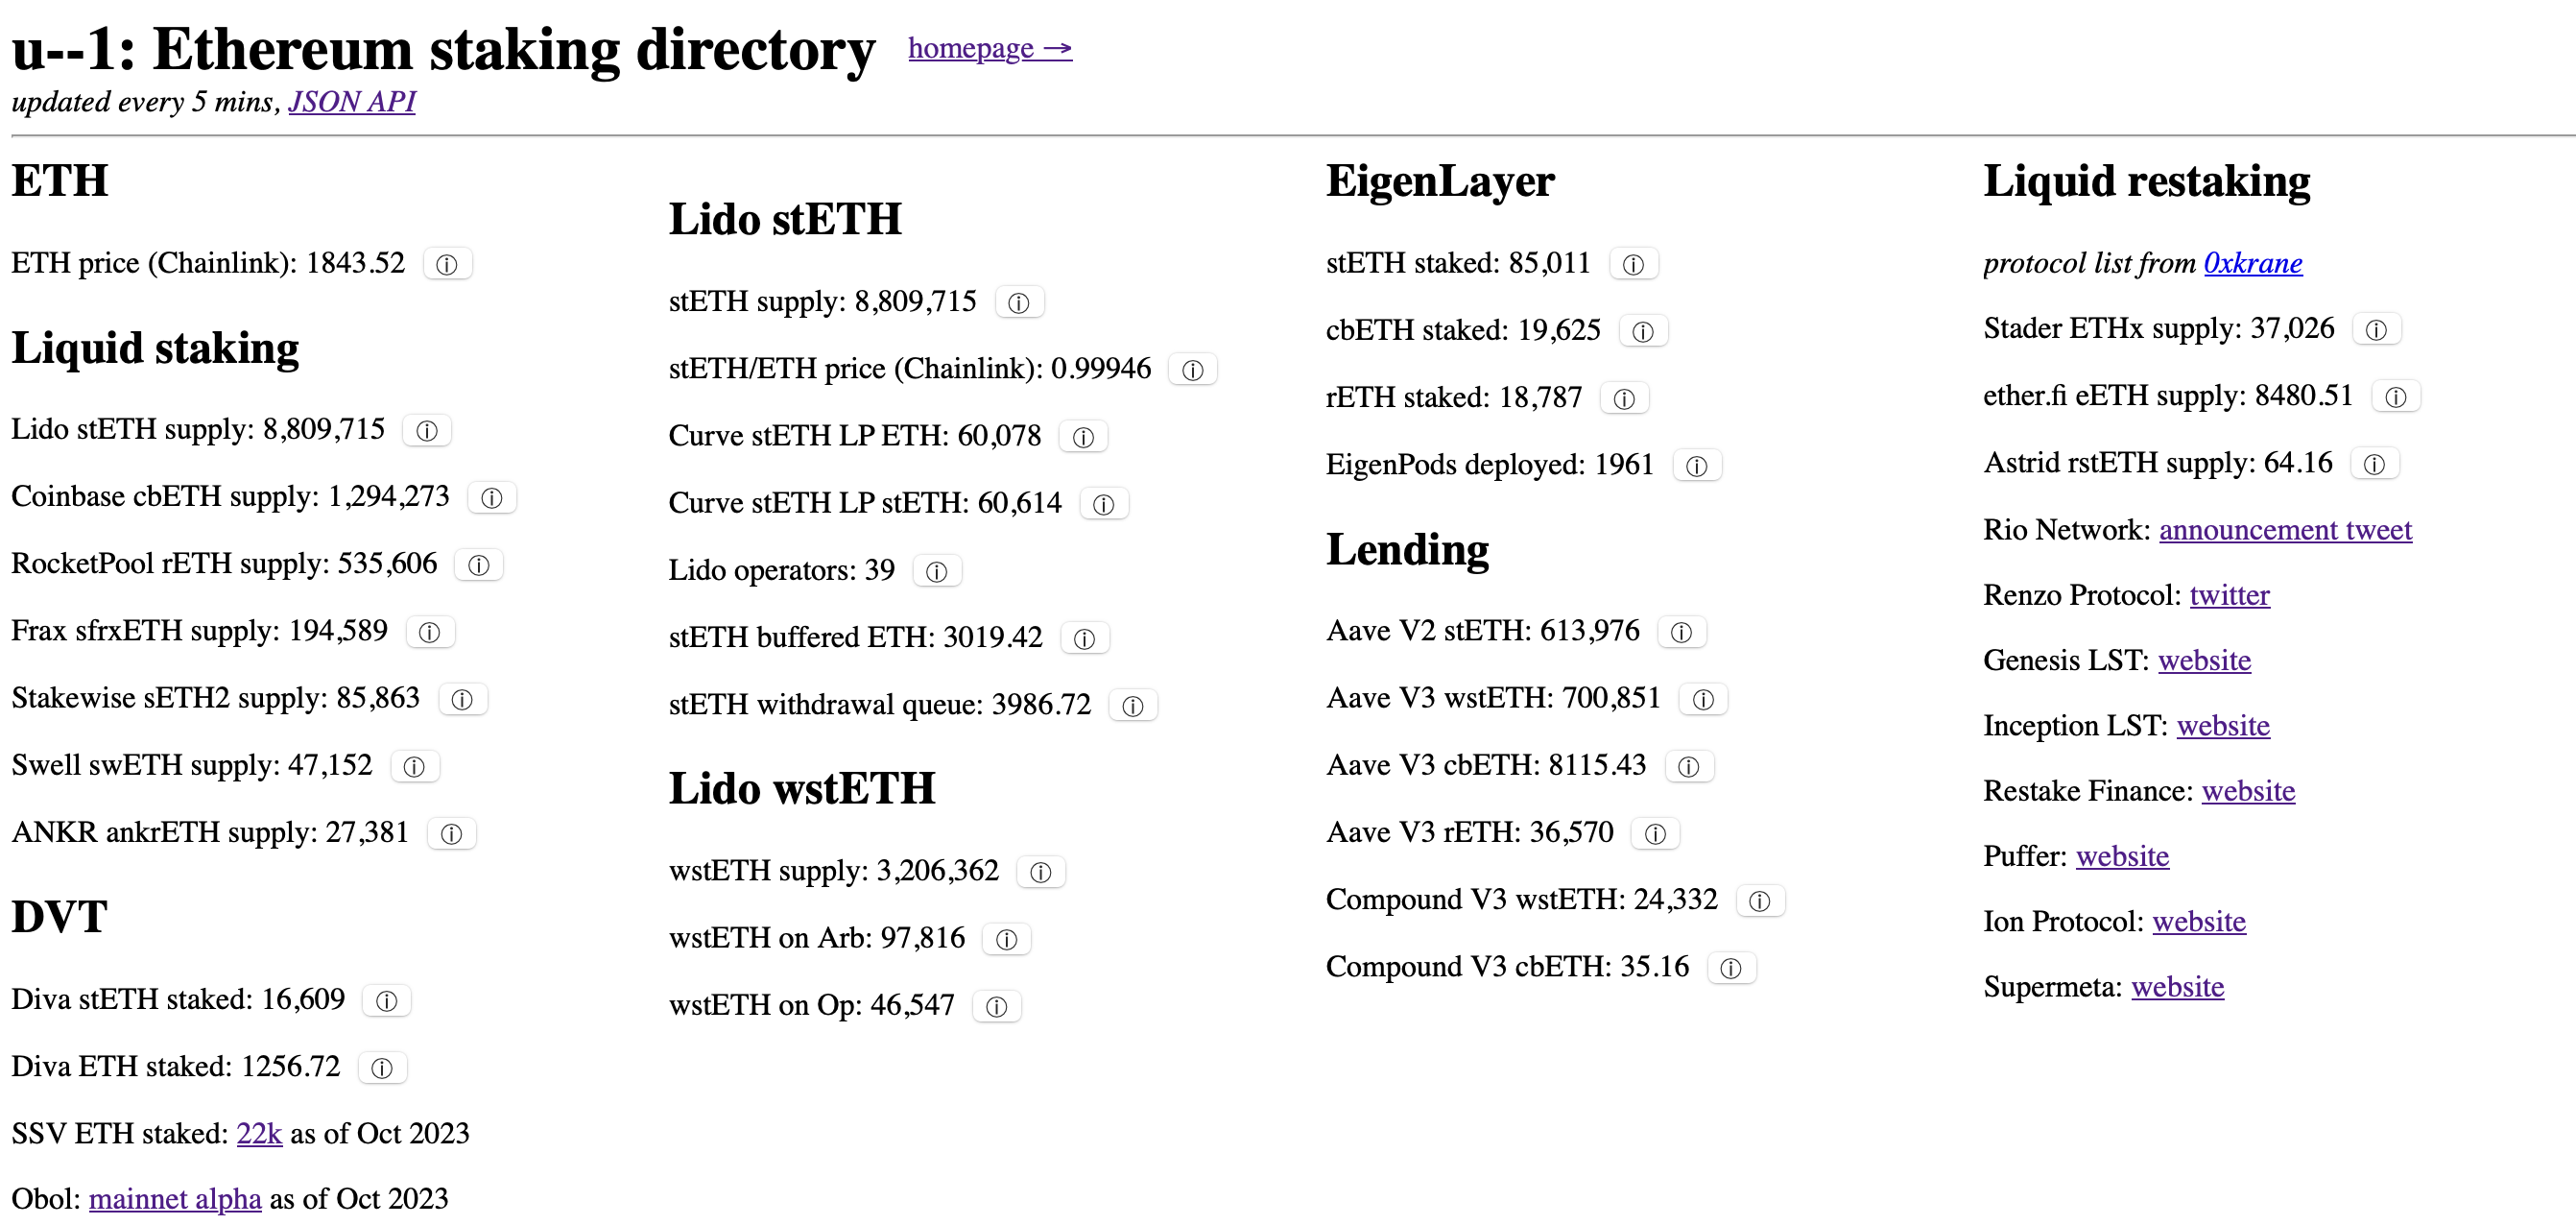 u--1: Ethereum staking directory homepage →
updated every 5 mins, JSON API
ETH
ETH price (Chainlink): 1843.52 ⓘ
Liquid staking
Lido stETH supply: 8,809,715 ⓘ
Coinbase cbETH supply: 1,294,273 ⓘ
RocketPool rETH supply: 535,606 ⓘ
Frax sfrxETH supply: 194,589 ⓘ
Stakewise sETH2 supply: 85,863 ⓘ
Swell swETH supply: 47,152 ⓘ
ANKR ankrETH supply: 27,381 ⓘ
DVT
Diva stETH staked: 16,609 ⓘ
Diva ETH staked: 1256.72 ⓘ
SSV ETH staked: 22k as of Oct 2023
Obol: mainnet alpha as of Oct 2023
Lido stETH
stETH supply: 8,809,715 ⓘ
stETH/ETH price (Chainlink): 0.99946 ⓘ
Curve stETH LP ETH: 60,078 ⓘ
Curve stETH LP stETH: 60,614 ⓘ
Lido operators: 39 ⓘ
stETH buffered ETH: 3019.42 ⓘ
stETH withdrawal queue: 3986.72 ⓘ
Lido wstETH
wstETH supply: 3,206,362 ⓘ
wstETH on Arb: 97,816 ⓘ
wstETH on Op: 46,547 ⓘ
EigenLayer
stETH staked: 85,011 ⓘ
cbETH staked: 19,625 ⓘ
rETH staked: 18,787 ⓘ
EigenPods deployed: 1961 ⓘ
Lending
Aave V2 stETH: 613,976 ⓘ
Aave V3 wstETH: 700,851 ⓘ
Aave V3 cbETH: 8115.43 ⓘ
Aave V3 rETH: 36,570 ⓘ
Compound V3 wstETH: 24,332 ⓘ
Compound V3 cbETH: 35.16 ⓘ
Liquid restaking
protocol list from 0xkrane
Stader ETHx supply: 37,026 ⓘ
ether.fi eETH supply: 8480.51 ⓘ
Astrid rstETH supply: 64.16 ⓘ
Rio Network: announcement tweet
Renzo Protocol: twitter
Genesis LST: website
Inception LST: website
Restake Finance: website
Puffer: website
Ion Protocol: website
Supermeta: website